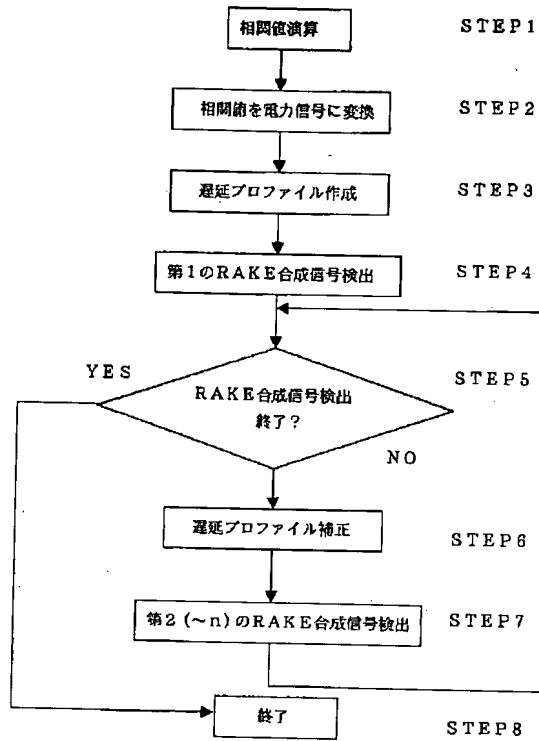 相関値演算 STEP1
相関値を電力信号に変換 STEP2
遅延プロファイル作成 STEP3
第1のRAKE合成信号検出 STEP4
YES STEP5
RAKE合成信号検出
終了?
NO
遅延プロファイル補正 STEP6
第2(~n)のRAKE合成信号検出 STEP7
終了 STEP8